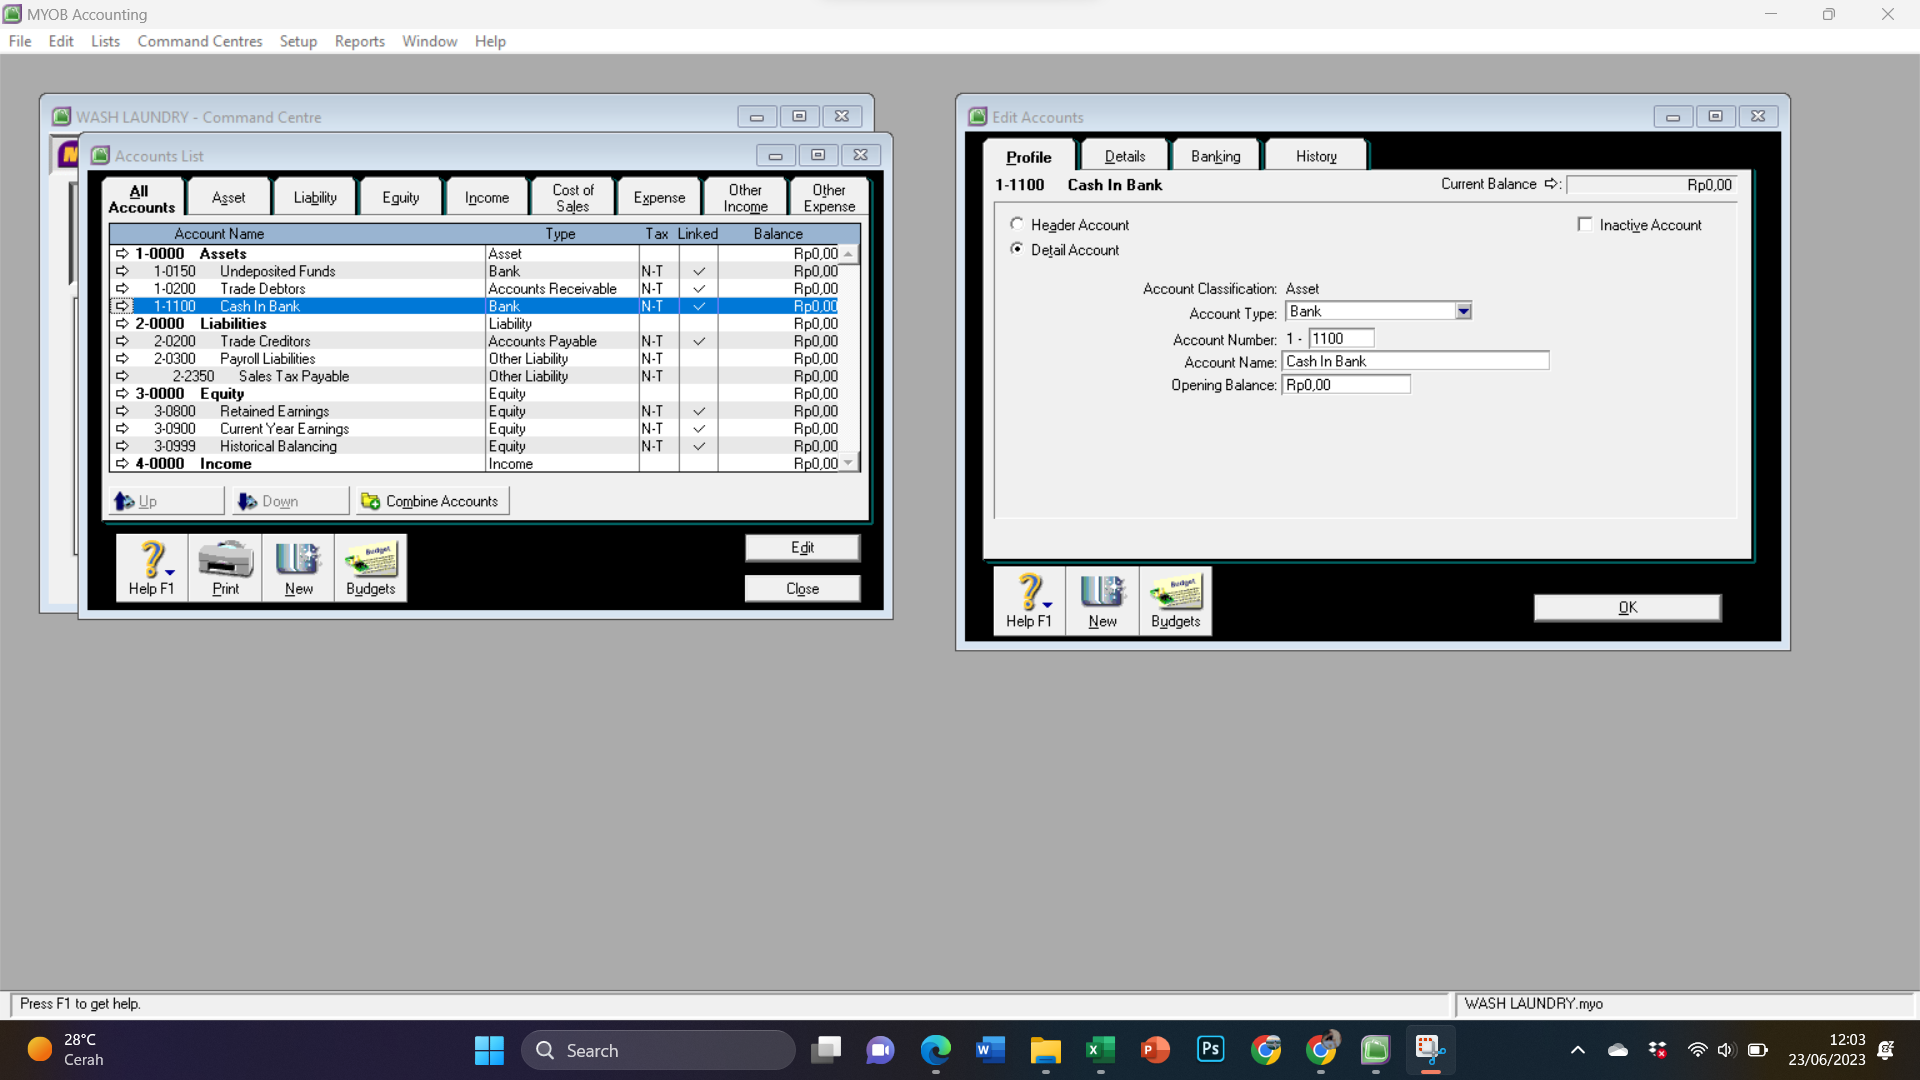 MYOB Accounting
File Edit Lists Command Centres Setup Reports Window Help
WASH LAUNDRY - Command Centre
Accounts List
All Accounts
Asset
Liability
Equity
Income
Cost of Sales
Expense
Other Income
Other Expense
Account Name Type Tax Linked Balance
1-0000 Assets Asset Rp0,00
1-0150 Undeposited Funds Bank N-T Rp0,00
1-0200 Trade Debtors Accounts Receivable N-T Rp0,00
1-1100 Cash In Bank Bank N-T Rp0,00
2-0000 Liabilities Liability Rp0,00
2-0200 Trade Creditors Accounts Payable N-T Rp0,00
2-0300 Payroll Liabilities Other Liability N-T Rp0,00
2-2350 Sales Tax Payable Other Liability N-T Rp0,00
3-0000 Equity Equity Rp0,00
3-0800 Retained Earnings Equity N-T Rp0,00
3-0900 Current Year Earnings Equity N-T Rp0,00
3-0999 Historical Balancing Equity N-T Rp0,00
4-0000 Income Income Rp0,00
Up Down Combine Accounts
Help F1 Print New Budgets
Edit
Close
Edit Accounts
Profile Details Banking History
1-1100 Cash In Bank Current Balance : Rp0,00
Header Account Inactive Account
Detail Account
Account Classification: Asset
Account Type: Bank
Account Number: 1 - 1100
Account Name: Cash In Bank
Opening Balance: Rp0,00
Help F1 New Budgets
OK
Press F1 to get help. WASH LAUNDRY.myo
28°C
Cerah
Search
12:03
23/06/2023